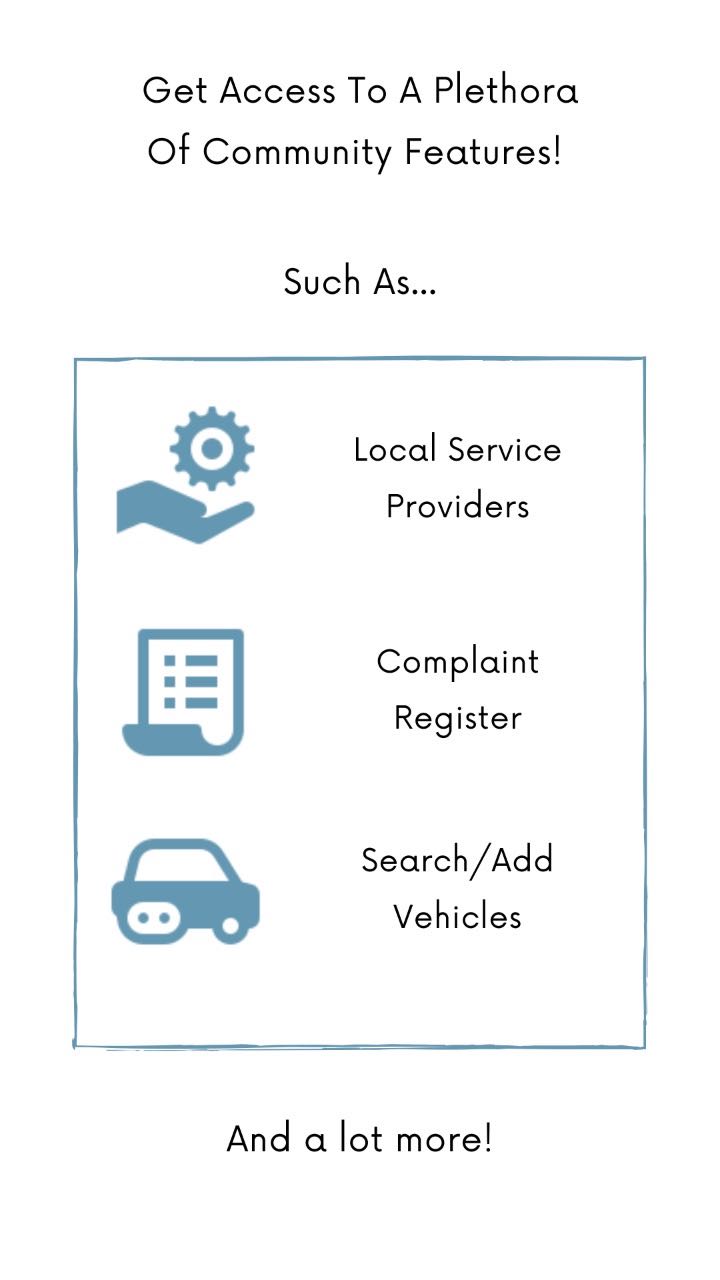 Get Access To A Plethora
Of Community Features!
Such As...
Local Service
Providers
Complaint
Register
Search/Add
Vehicles
And a lot more!